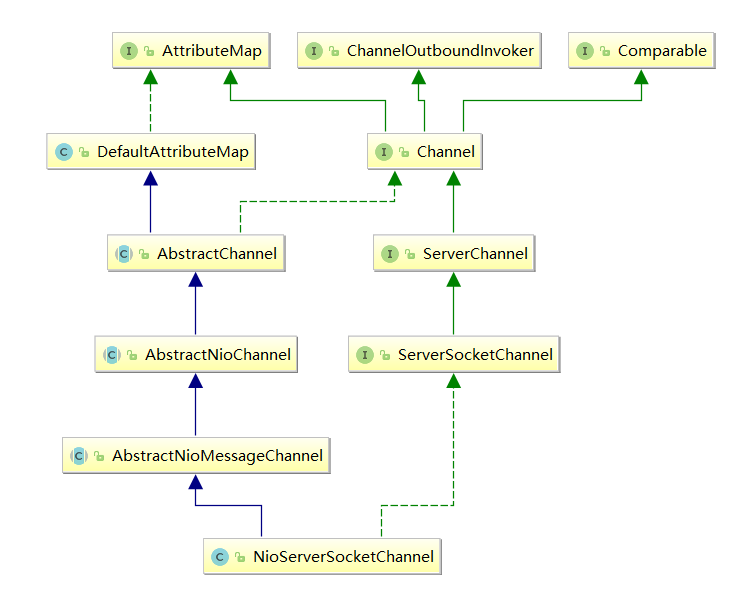 I AttributeMap
I ChannelOutboundInvoker
I Comparable
C DefaultAttributeMap
I Channel
C AbstractChannel
I ServerChannel
C AbstractNioChannel
I ServerSocketChannel
C AbstractNioMessageChannel
C NioServerSocketChannel